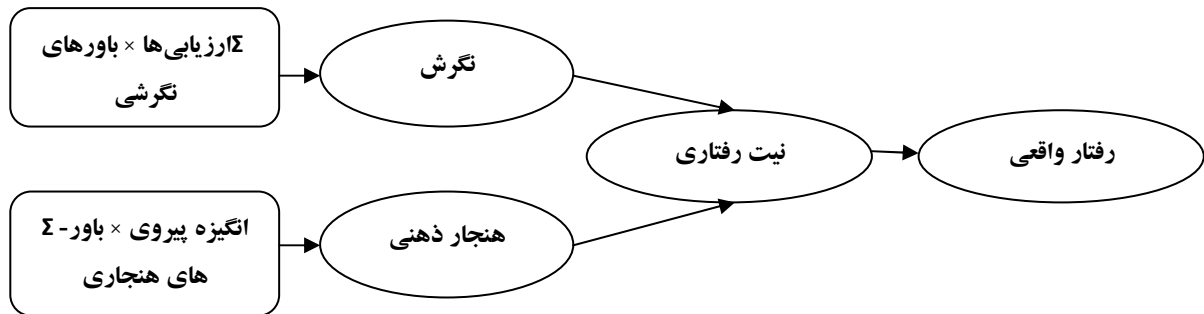 Σارزیابی‌ها × باورهای
نگرشی
نگرش
نیت رفتاری
رفتار واقعی
انگیزه پیروی × باور- Σ
های هنجاری
هنجار ذهنی